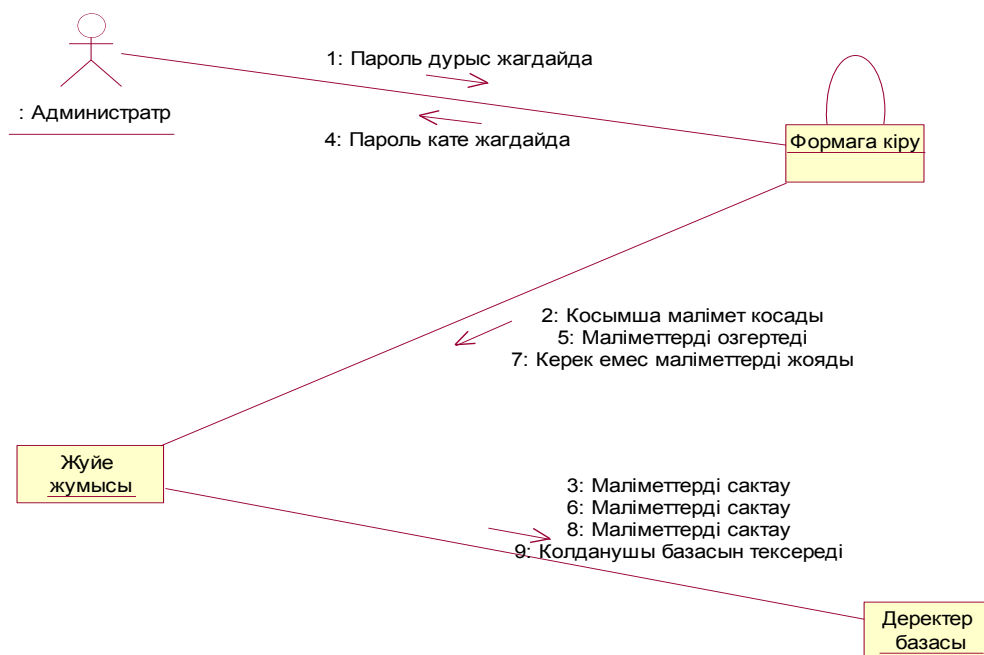 1: Пароль дурыс жагдайда
: Администратр
4: Пароль кате жагдайда
Формага кіру
2: Косымша малімет косады
5: Маліметтерді озгертеді
7: Керек емес маліметтерді жояды
Жуйе
жумысы
3: Маліметтерді сактау
6: Маліметтерді сактау
8: Маліметтерді сактау
9: Колданушы базасын тексереді
Деректер
базасы